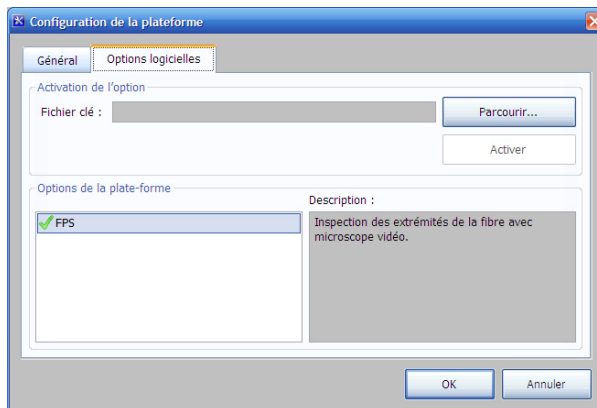 Configuration de la plateforme
Général
Options logicielles
Activation de l'option
Fichier clé :
Parcourir...
Activer
Options de la plate-forme
Description :
FPS
Inspection des extrémités de la fibre avec
microscope vidéo.
OK
Annuler